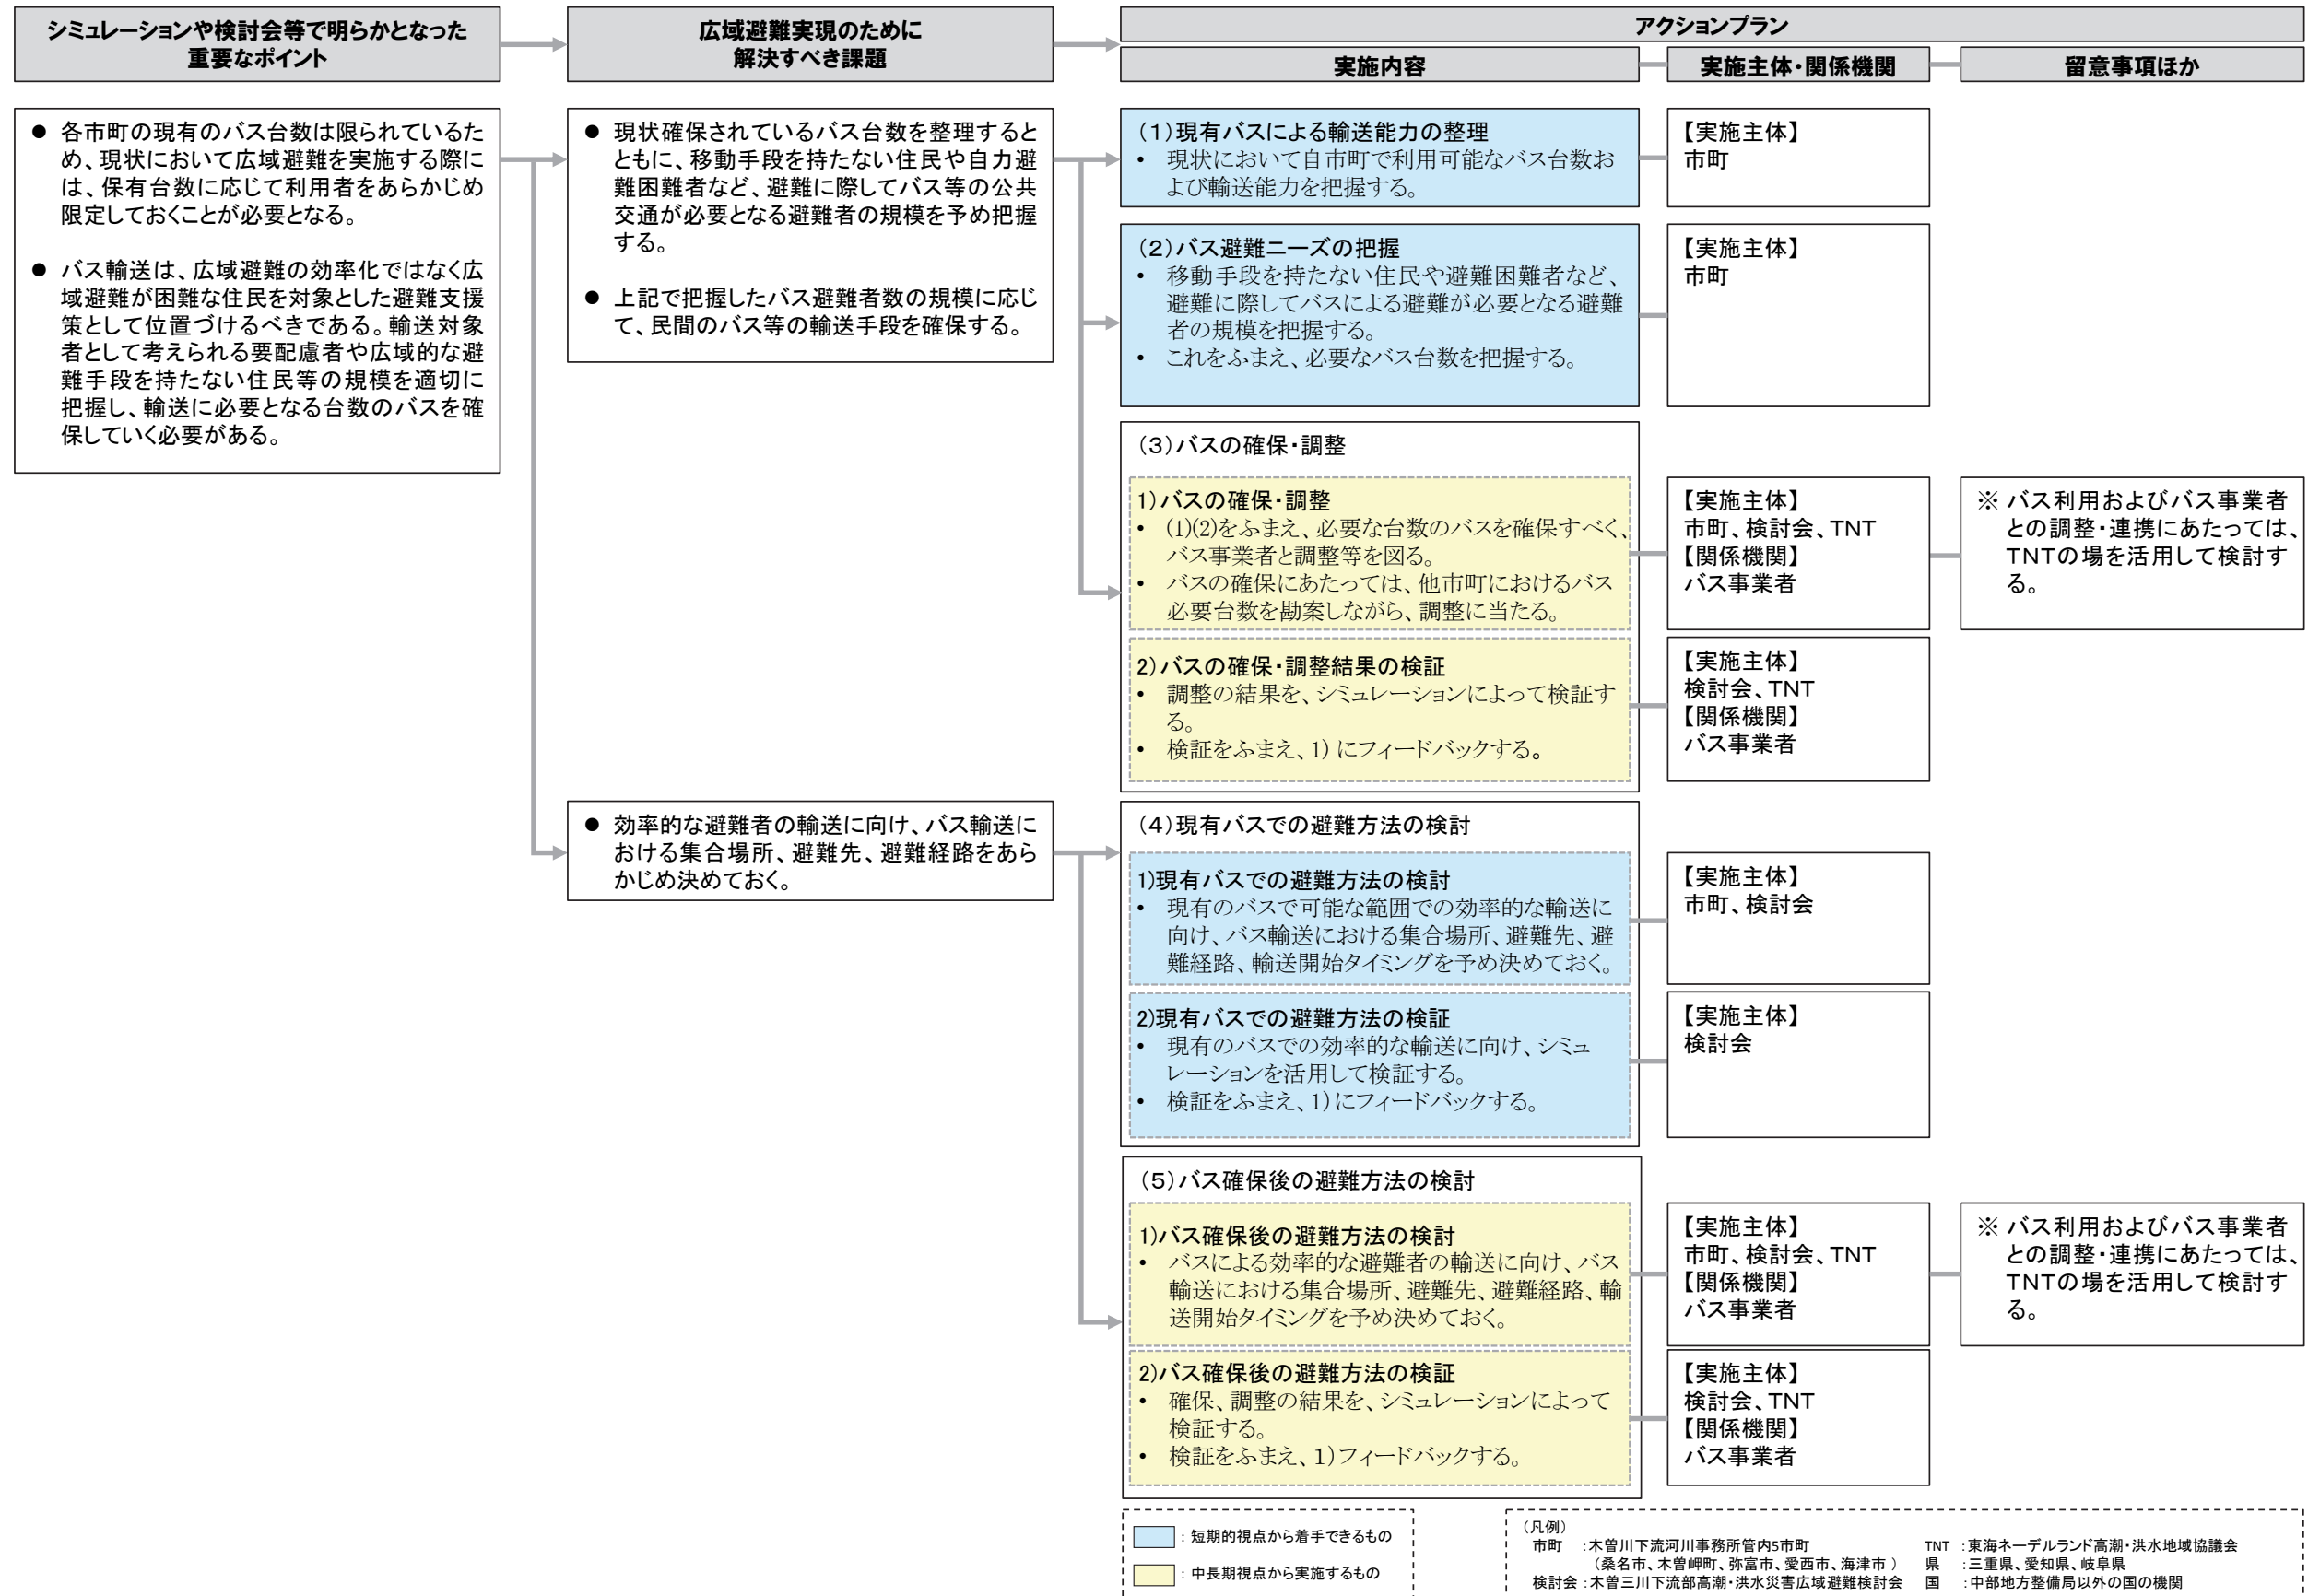 シミュレーションや検討会等で明らかとなった
重要なポイント
広域避難実現のために
解決すべき課題
アクションプラン
実施内容
実施主体・関係機関
留意事項ほか
● 各市町の現有のバス台数は限られているた
め、現状において広域避難を実施する際に
は、保有台数に応じて利用者をあらかじめ
限定しておくことが必要となる。
● バス輸送は、広域避難の効率化ではなく広
域避難が困難な住民を対象とした避難支援
策として位置づけるべきである。輸送対象
者として考えられる要配慮者や広域的な避
難手段を持たない住民等の規模を適切に
把握し、輸送に必要となる台数のバスを確
保していく必要がある。
● 現状確保されているバス台数を整理すると
ともに、移動手段を持たない住民や自力避
難困難者など、避難に際してバス等の公共
交通が必要となる避難者の規模を予め把握
する。
● 上記で把握したバス避難者数の規模に応じ
て、民間のバス等の輸送手段を確保する。
(1)現有バスによる輸送能力の整理
• 現状において自市町で利用可能なバス台数お
よび輸送能力を把握する。
【実施主体】
市町
(2)バス避難ニーズの把握
• 移動手段を持たない住民や避難困難者など、
避難に際してバスによる避難が必要となる避難
者の規模を把握する。
• これをふまえ、必要なバス台数を把握する。
【実施主体】
市町
(3)バスの確保・調整
1)バスの確保・調整
• (1)(2)をふまえ、必要な台数のバスを確保すべく、
バス事業者と調整等を図る。
• バスの確保にあたっては、他市町におけるバス
必要台数を勘案しながら、調整に当たる。
【実施主体】
市町、検討会、TNT
【関係機関】
バス事業者
※ バス利用およびバス事業者
との調整・連携にあたっては、
TNTの場を活用して検討す
る。
2)バスの確保・調整結果の検証
• 調整の結果を、シミュレーションによって検証す
る。
• 検証をふまえ、1)にフィードバックする。
【実施主体】
検討会、TNT
【関係機関】
バス事業者
● 効率的な避難者の輸送に向け、バス輸送に
おける集合場所、避難先、避難経路をあら
かじめ決めておく。
(4)現有バスでの避難方法の検討
1)現有バスでの避難方法の検討
• 現有のバスで可能な範囲での効率的な輸送に
向け、バス輸送における集合場所、避難先、避
難経路、輸送開始タイミングを予め決めておく。
【実施主体】
市町、検討会
2)現有バスでの避難方法の検証
• 現有のバスでの効率的な輸送に向け、シミュ
レーションを活用して検証する。
• 検証をふまえ、1)にフィードバックする。
【実施主体】
検討会
(5)バス確保後の避難方法の検討
1)バス確保後の避難方法の検討
• バスによる効率的な避難者の輸送に向け、バス
輸送における集合場所、避難先、避難経路、輸
送開始タイミングを予め決めておく。
【実施主体】
市町、検討会、TNT
【関係機関】
バス事業者
※ バス利用およびバス事業者
との調整・連携にあたっては、
TNTの場を活用して検討す
る。
2)バス確保後の避難方法の検証
• 確保、調整の結果を、シミュレーションによって
検証する。
• 検証をふまえ、1)フィードバックする。
【実施主体】
検討会、TNT
【関係機関】
バス事業者
：短期的視点から着手できるもの
：中長期視点から実施するもの
(凡例)
市町 ：木曽川下流河川事務所管内5市町
(桑名市、木曽岬町、弥富市、愛西市、海津市)
検討会：木曽三川下流部高潮・洪水災害広域避難検討会
TNT ：東海ネーデルランド高潮・洪水地域協議会
県 ：三重県、愛知県、岐阜県
国 ：中部地方整備局以外の国の機関